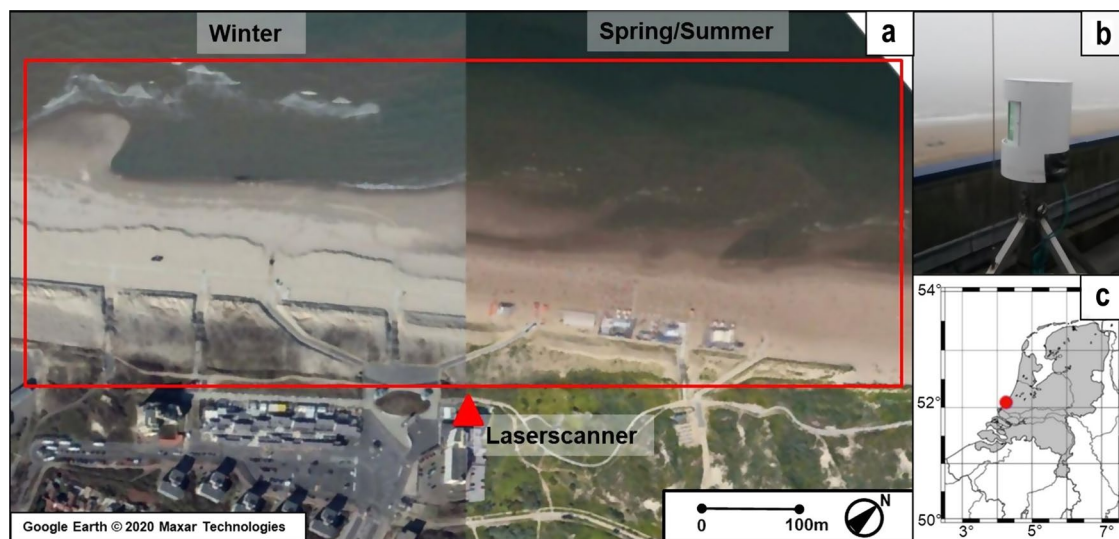 Winter
Spring/Summer
a
b
Laserscanner
Google Earth © 2020 Maxar Technologies
0
100m
N
c
54°
52°
50°
3°
5°
7°